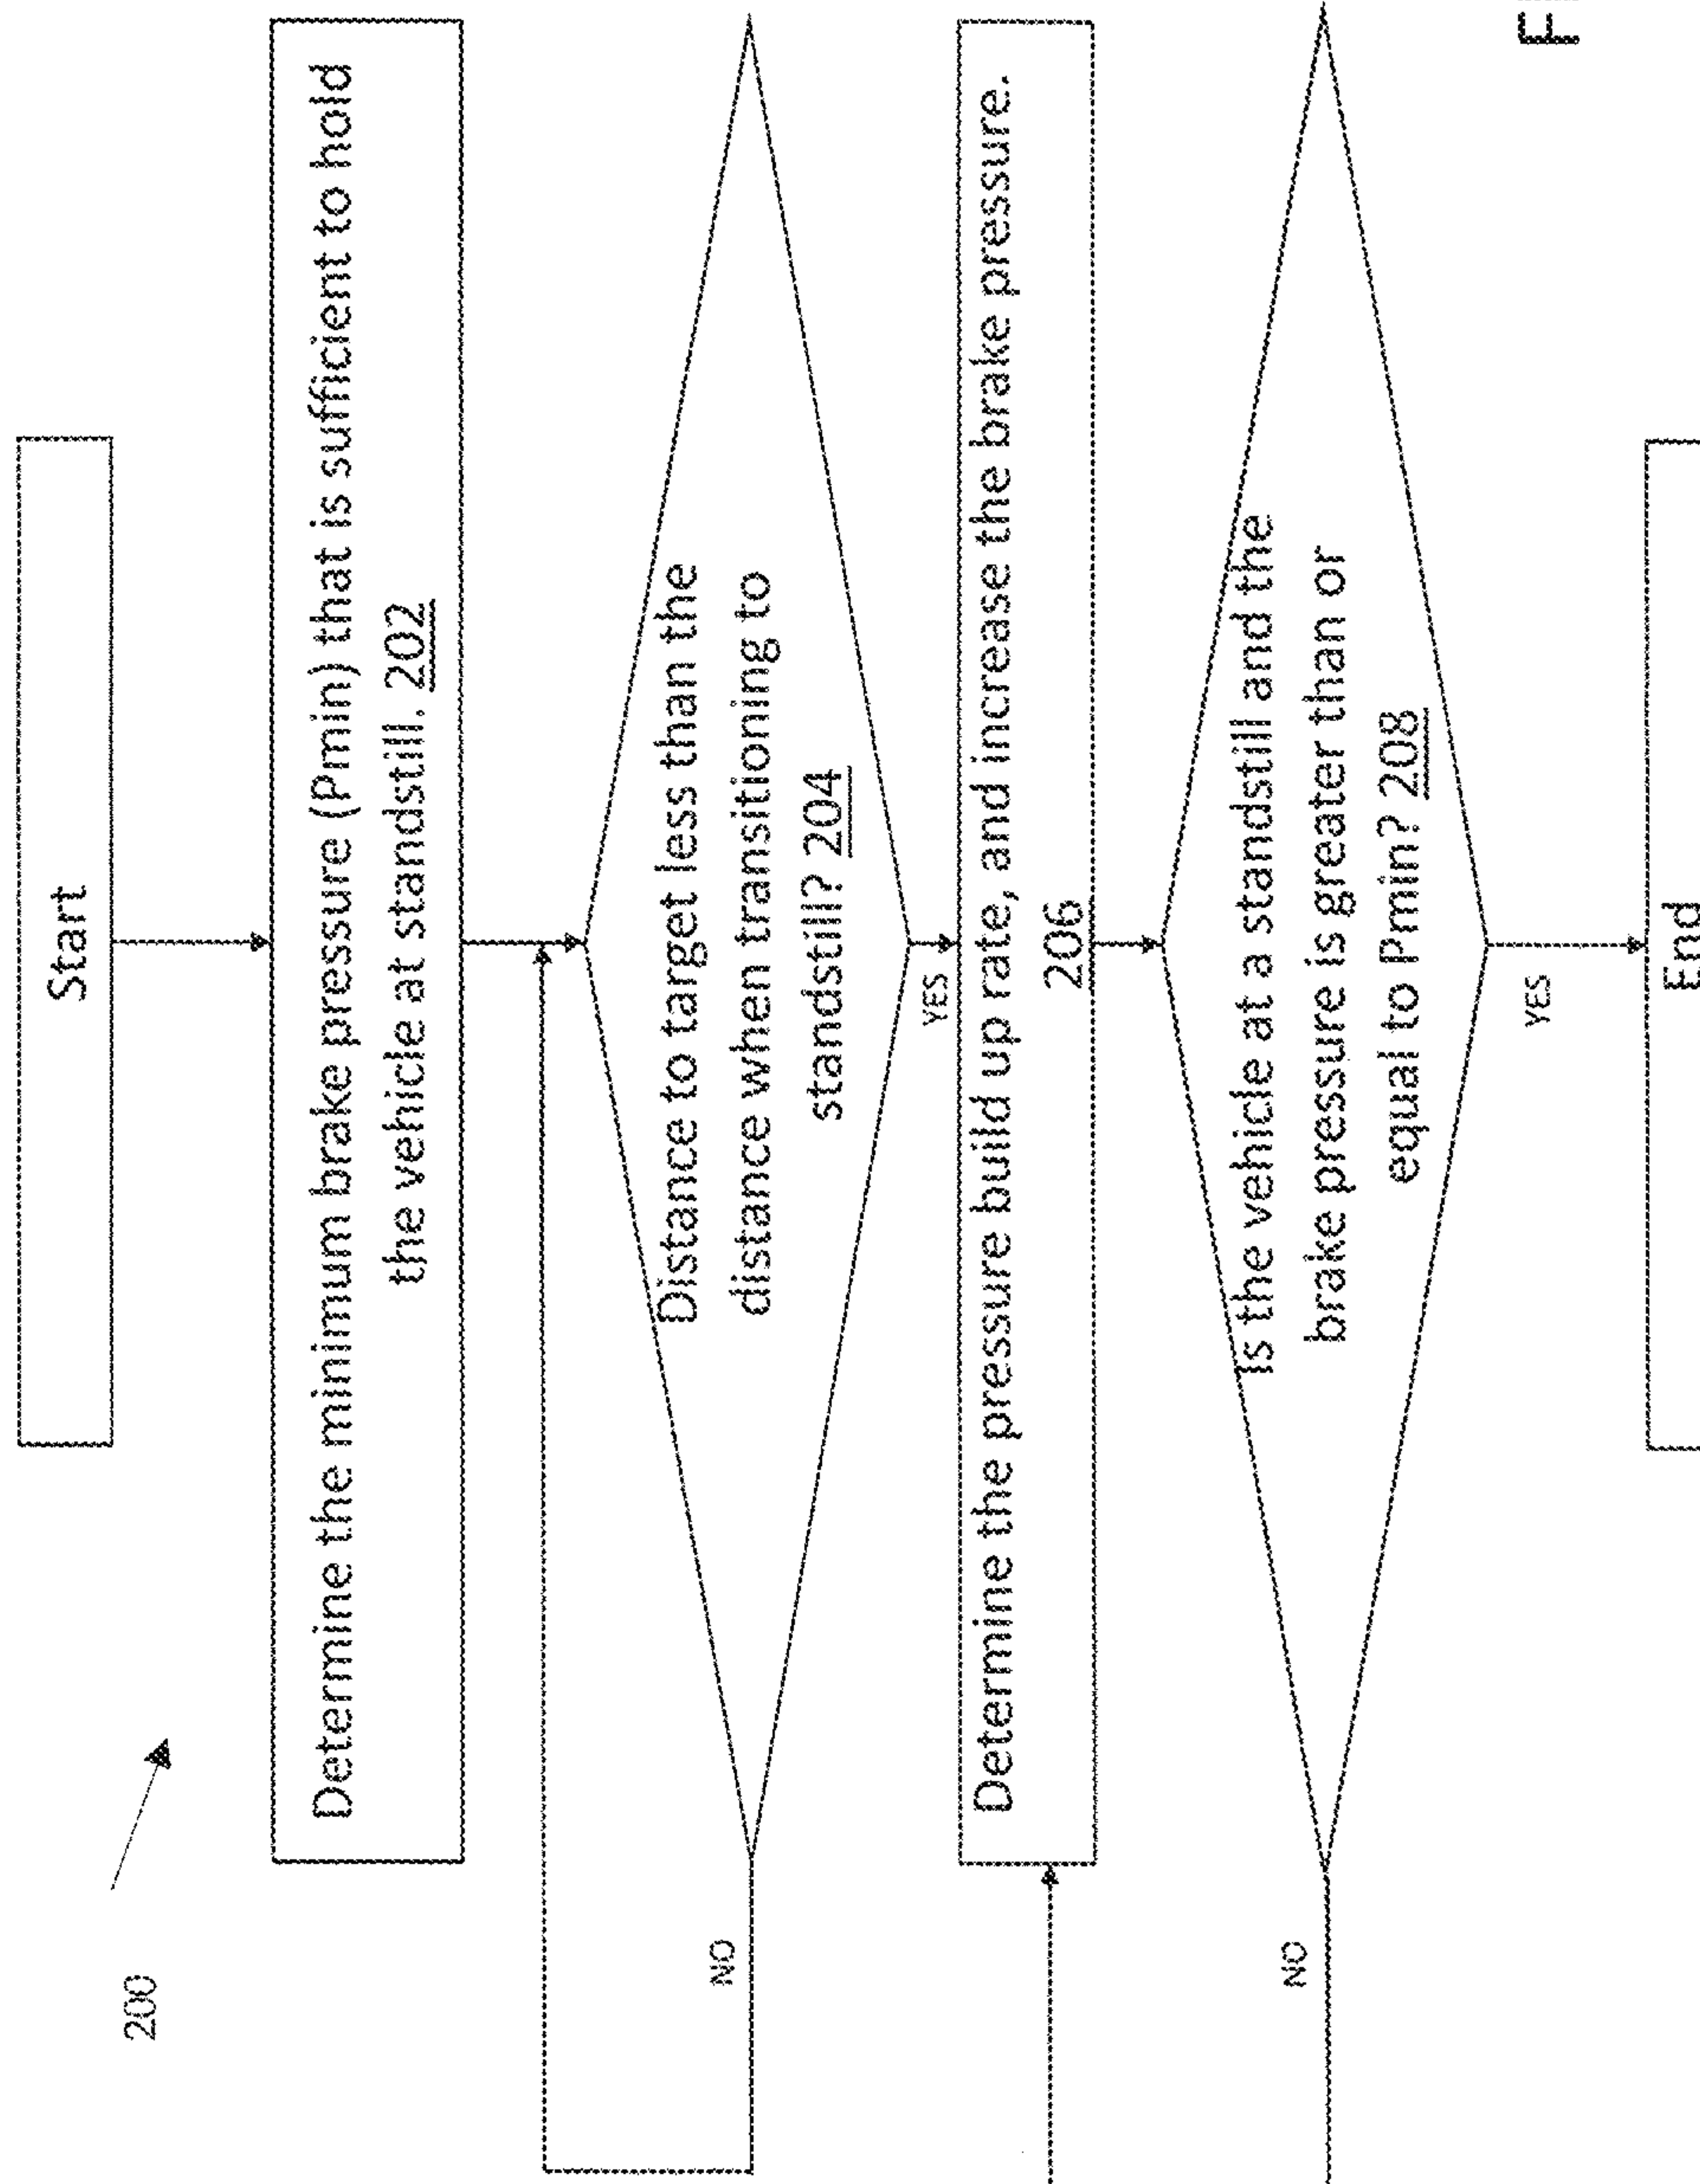 200
Start
Determine the minimum brake pressure (Pmin) that is sufficient to hold
the vehicle at standstill. 202
Distance to target less than the
distance when transitioning to
standstill? 204
NO
YES
Determine the pressure build up rate, and increase the brake pressure.
206
Is the vehicle at a standstill and the
brake pressure is greater than or
equal to Pmin? 208
NO
YES
End